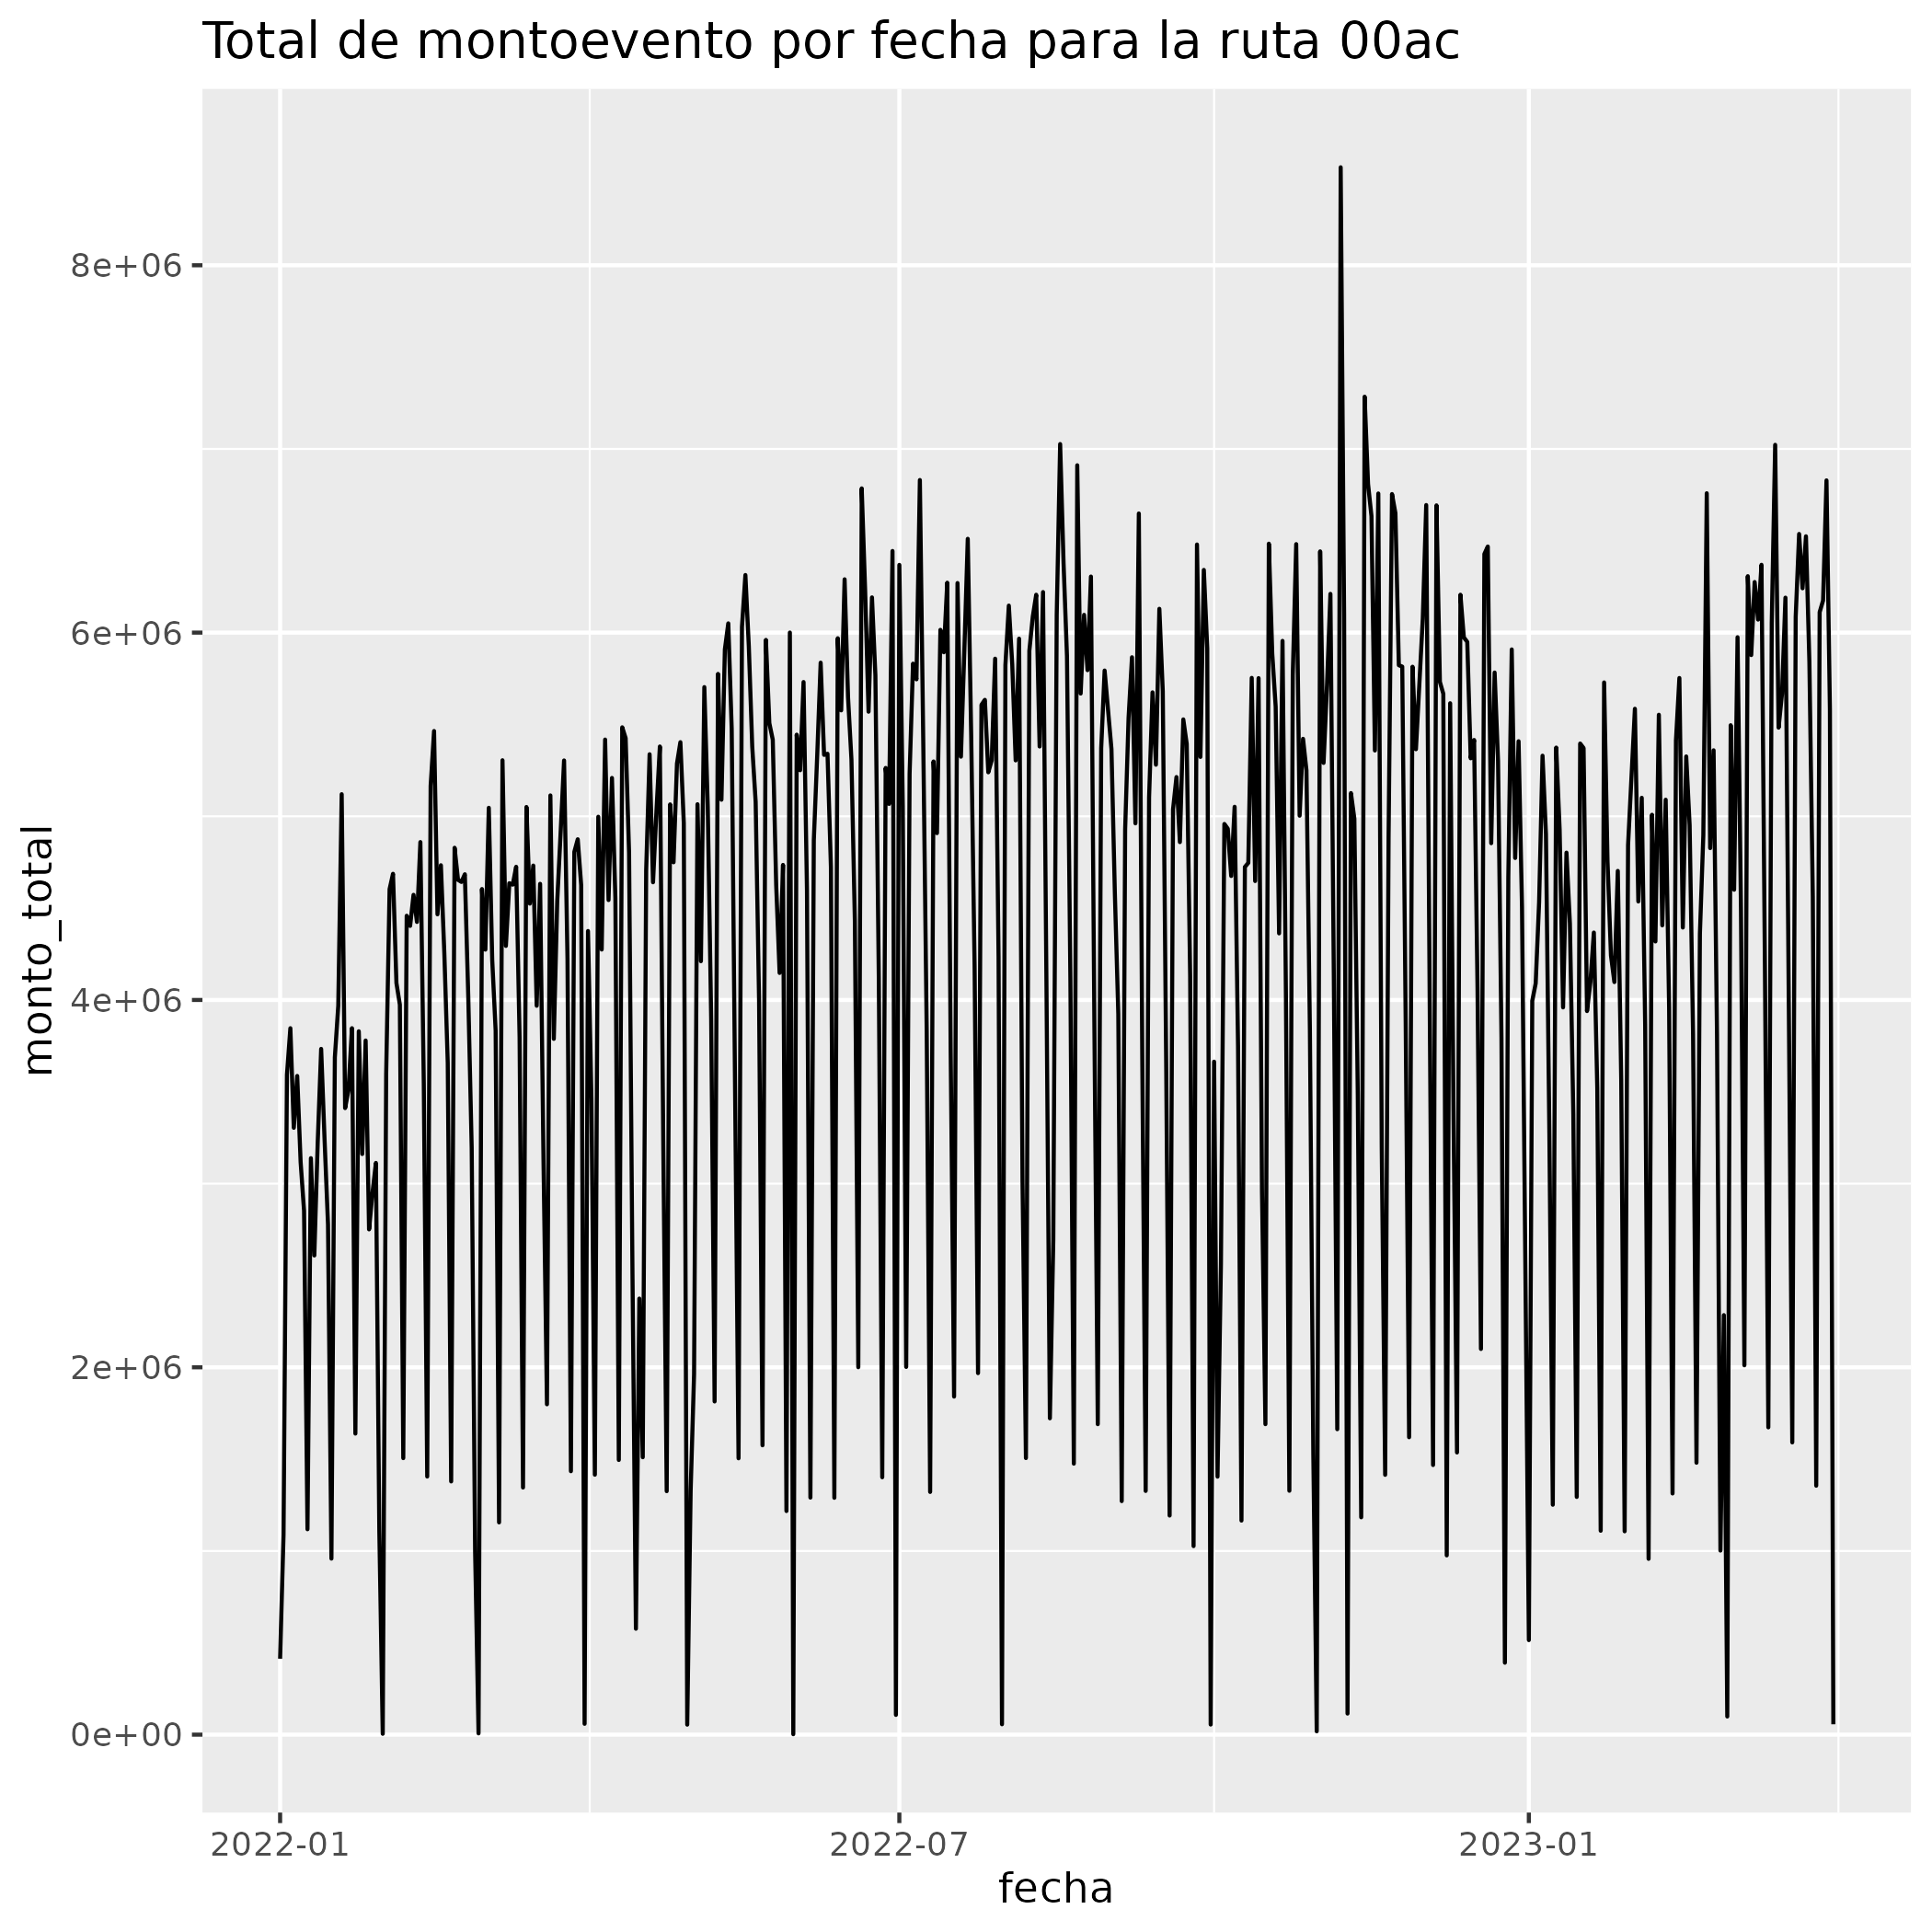 Total de montoevento por fecha para la ruta 00ac
monto_total
8e+06
6e+06
4e+06
2e+06
0e+00
2022-01
2022-07
2023-01
fecha